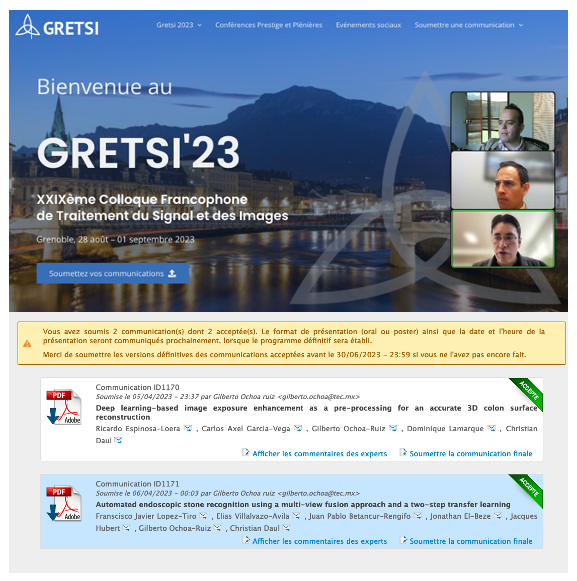 GRETSI
Gretsi 2023
Conférences Prestige et Plénières
Evénements sociaux
Soumettre une communication
Bienvenue au
GRETSI'23
XXIXème Colloque Francophone
de Traitement du Signal et des Images
Grenoble, 28 août – 01 septembre 2023
Soumettez vos communications
Vous avez soumis 2 communication(s) dont 2 acceptée(s). Le format de présentation (oral ou poster) ainsi que la date et l'heure de la
présentation seront communiqués prochainement, lorsque le programme définitif sera établi.
Merci de soumettre les versions définitives des communications acceptées avant le 30/06/2023 – 23:59 si vous ne l'avez pas encore fait.
PDF
Adobe
Communication ID1170
Soumise le 05/04/2023 – 23:37 par Gilberto Ochoa ruiz <gilberto.ochoa@tec.mx>
Deep learning-based image exposure enhancement as a pre-processing for an accurate 3D colon surface
reconstruction
Ricardo Espinosa-Loera , Carlos Axel Garcia-Vega , Gilberto Ochoa-Ruiz , Dominique Lamarque , Christian
Daul
Afficher les commentaires des experts
Soumettre la communication finale
ACCEPTE
PDF
Adobe
Communication ID1171
Soumise le 06/04/2023 – 00:03 par Gilberto Ochoa ruiz <gilberto.ochoa@tec.mx>
Automated endoscopic stone recognition using a multi-view fusion approach and a two-step transfer learning
Franscisco Javier Lopez-Tiro , Elias Villalvazo-Avila , Juan Pablo Betancur-Rengifo , Jonathan El-Beze , Jacques
Hubert , Gilberto Ochoa-Ruiz , Christian Daul
Afficher les commentaires des experts
Soumettre la communication finale
ACCEPTE